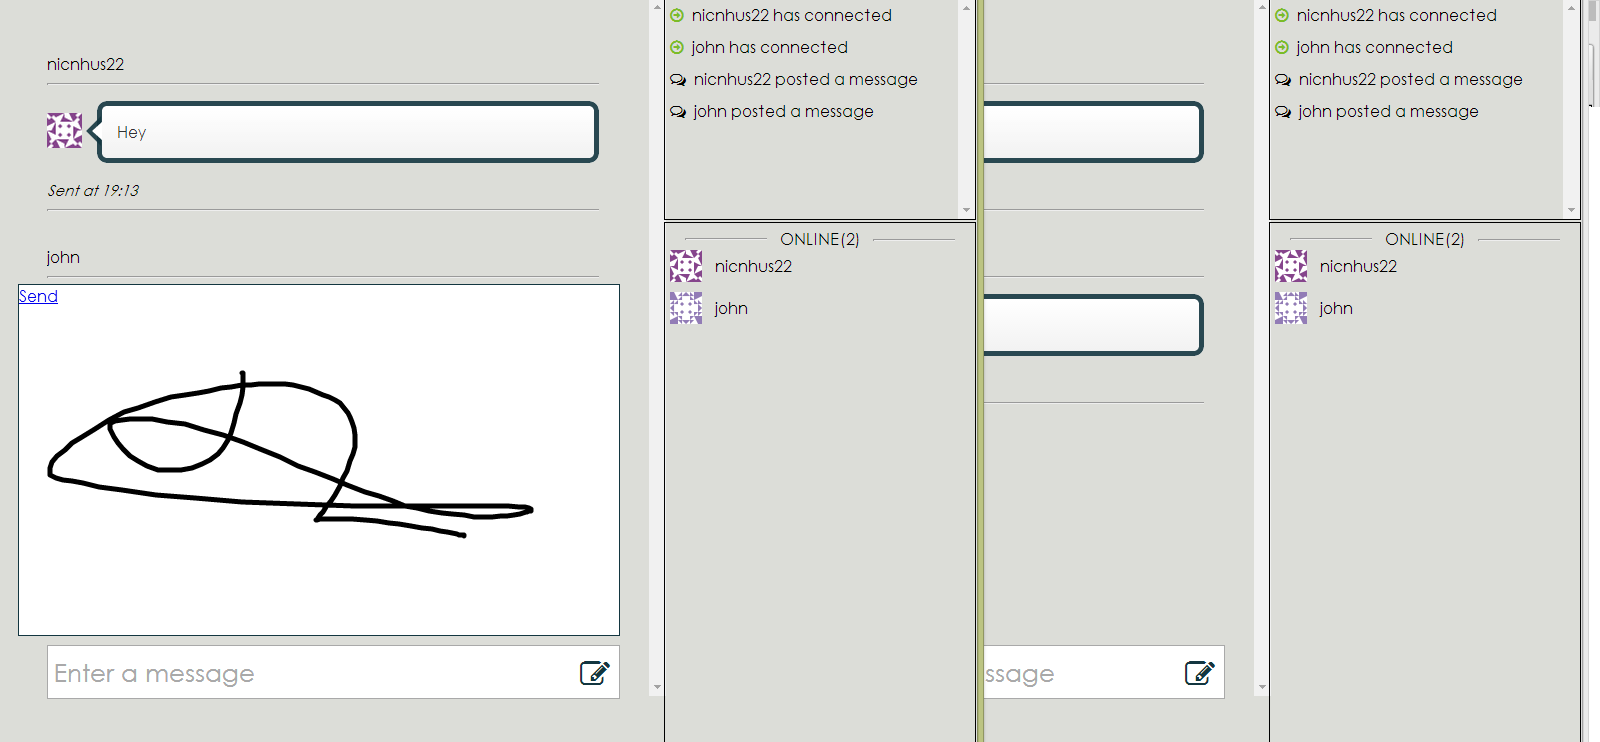 nicnhus22
Hey
Sent at 19:13
john
Send
Enter a message
nicnhus22 has connected
john has connected
nicnhus22 posted a message
john posted a message
ONLINE(2)
nicnhus22
john
ssage
nicnhus22 has connected
john has connected
nicnhus22 posted a message
john posted a message
ONLINE(2)
nicnhus22
john